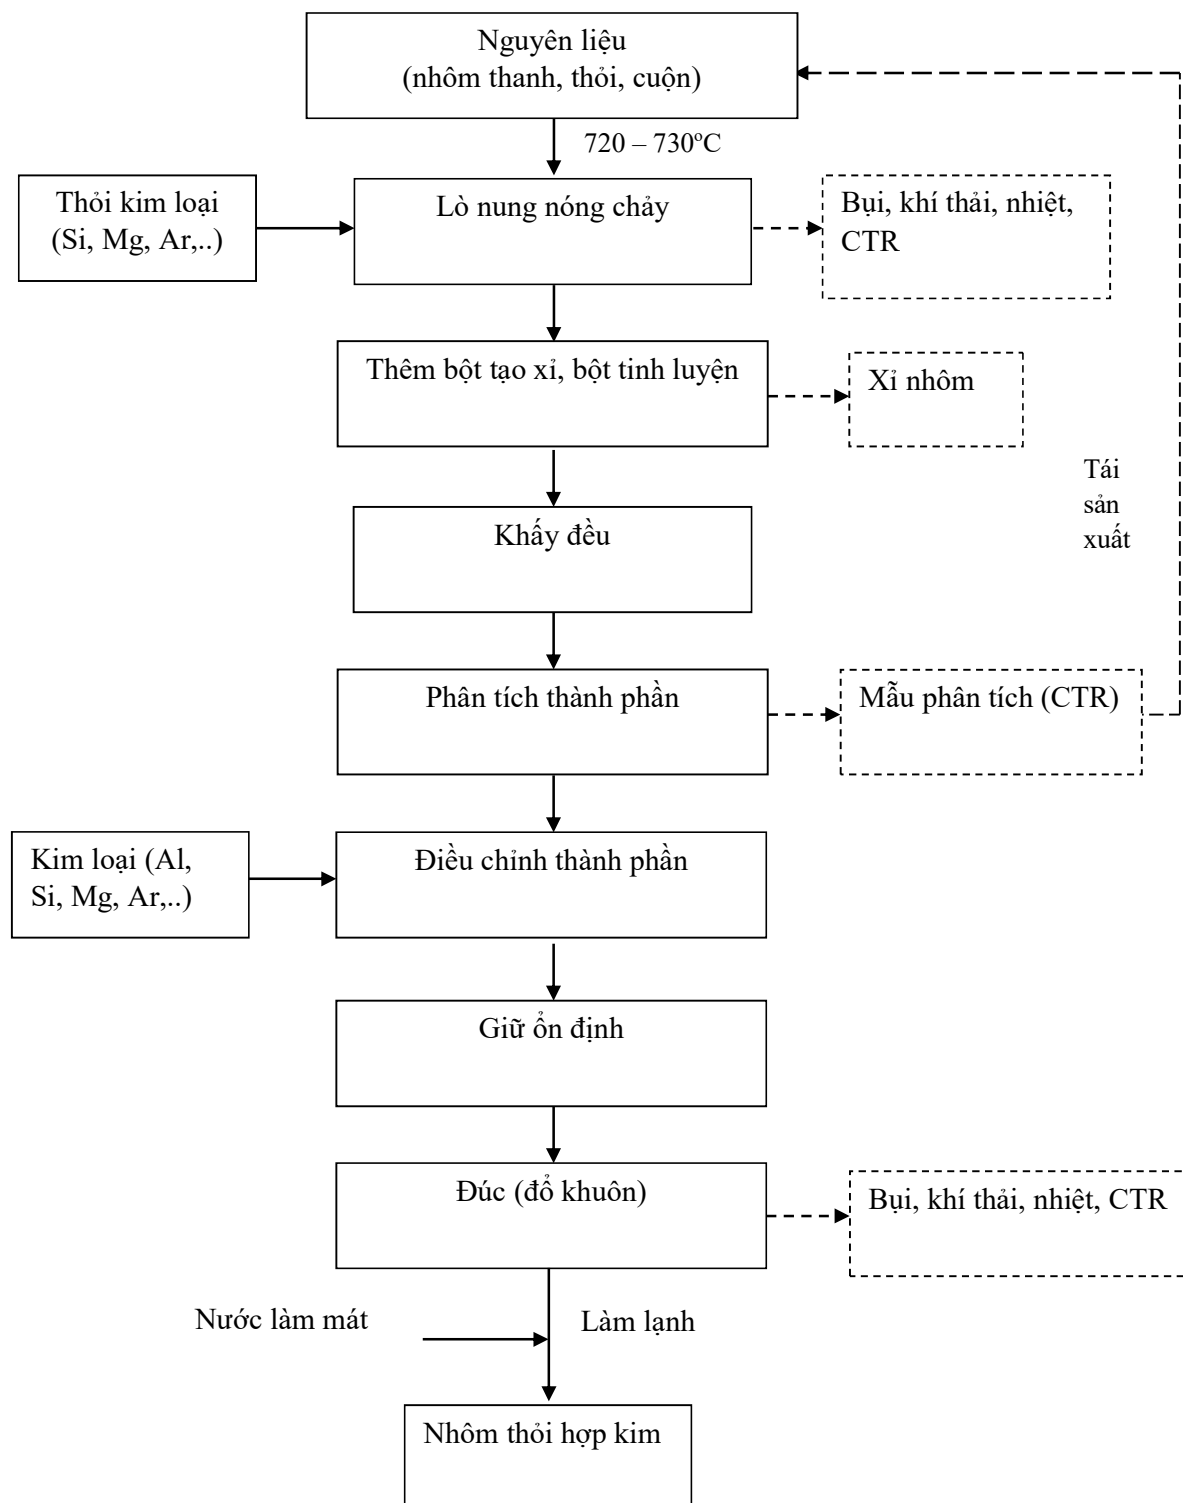 Nguyên liệu
(nhôm thanh, thỏi, cuộn)
720 – 730ºC
Thỏi kim loại
(Si, Mg, Ar,..)
Lò nung nóng chảy
Bụi, khí thải, nhiệt,
CTR
Thêm bột tạo xỉ, bột tinh luyện
Xỉ nhôm
Tái
sản
xuất
Khấy đều
Phân tích thành phần
Mẫu phân tích (CTR)
Kim loại (Al,
Si, Mg, Ar,..)
Điều chỉnh thành phần
Giữ ổn định
Đúc (đổ khuôn)
Bụi, khí thải, nhiệt, CTR
Nước làm mát
Làm lạnh
Nhôm thỏi hợp kim